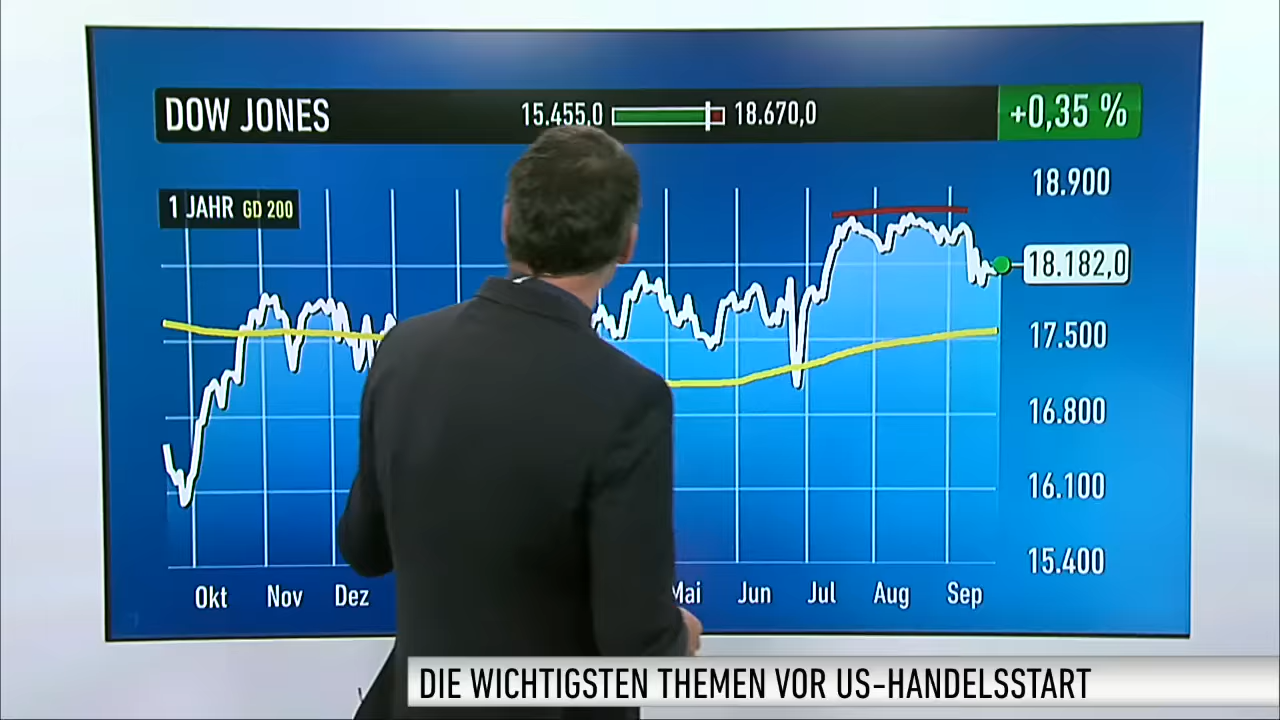 DOW JONES 15.455,0 18.670,0 +0,35 %
1 JAHR GD 200
18.900
18.182,0
17.500
16.800
16.100
15.400
Okt Nov Dez Mai Jun Jul Aug Sep
DIE WICHTIGSTEN THEMEN VOR US-HANDELSSTART